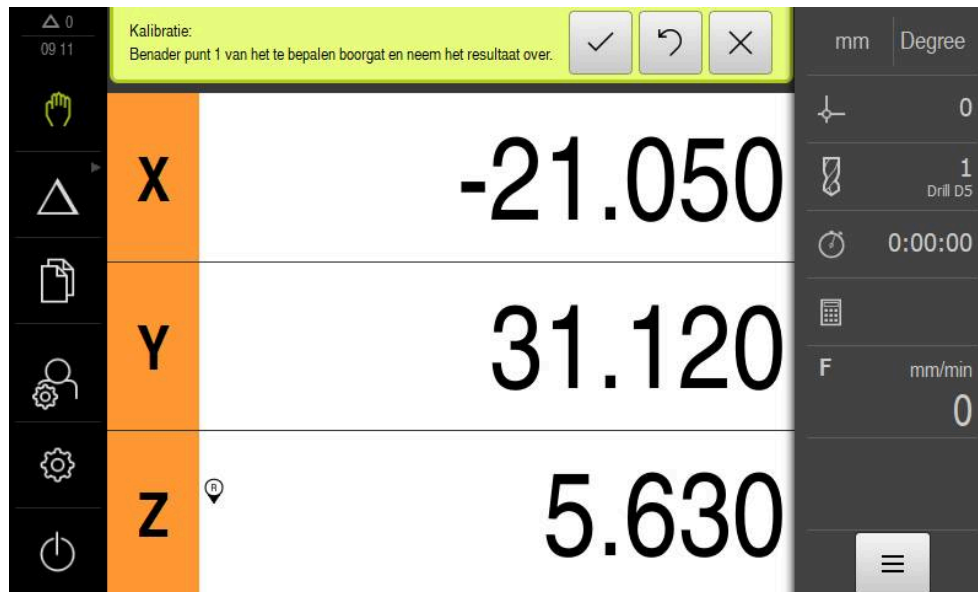 0
09 11
Kalibratie:
Benader punt 1 van het te bepalen boorgat en neem het resultaat over.
mm Degree
0
X -21.050
1
Drill D5
0:00:00
Y 31.120
F mm/min
0
Z R 5.630